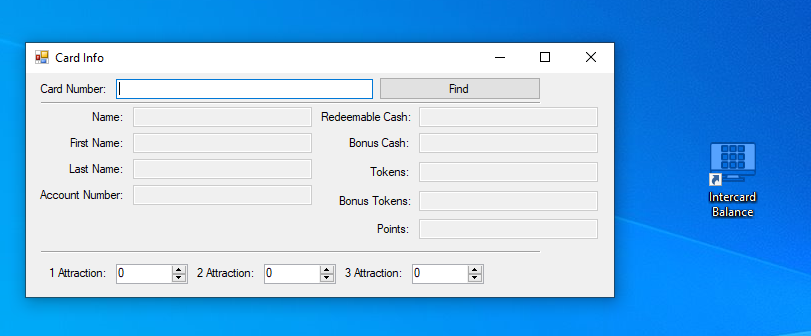 Card Info
Card Number:
Find
Name:
Redeemable Cash:
First Name:
Bonus Cash:
Last Name:
Tokens:
Account Number:
Bonus Tokens:
Points:
1 Attraction: 0 2 Attraction: 0 3 Attraction: 0
Intercard
Balance